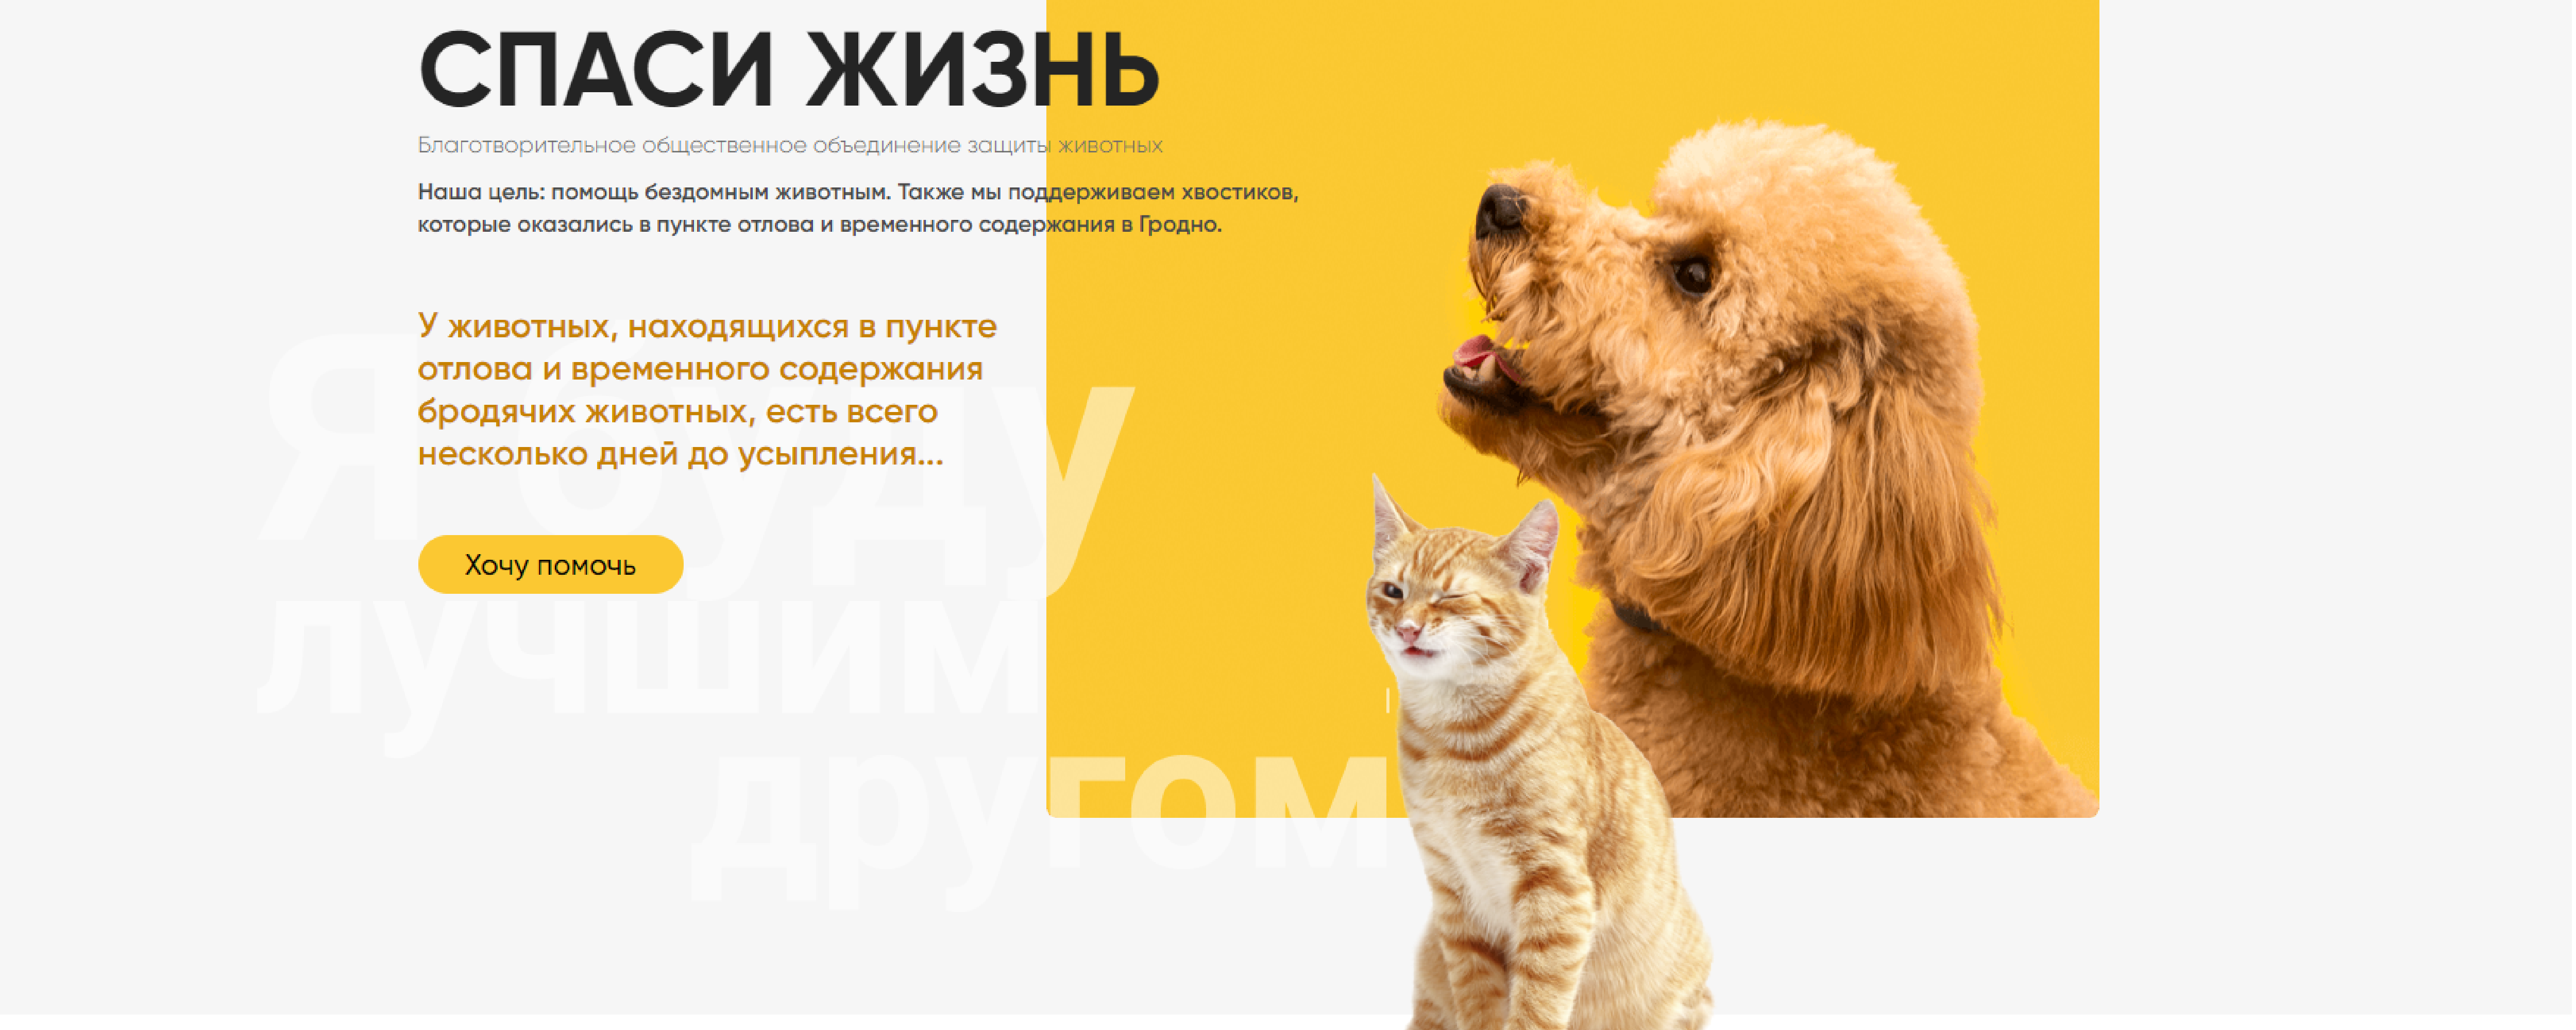 СПАСИ ЖИЗНЬ
Благотворительное общественное объединение защиты животных
Наша цель: помощь бездомным животным. Также мы поддерживаем хвостиков,
которые оказались в пункте отлова и временного содержания в Гродно.
У животных, находящихся в пункте
отлова и временного содержания
бродячих животных, есть всего
несколько дней до усыпления...
Хочу помочь
Я буду
лучшим
другом